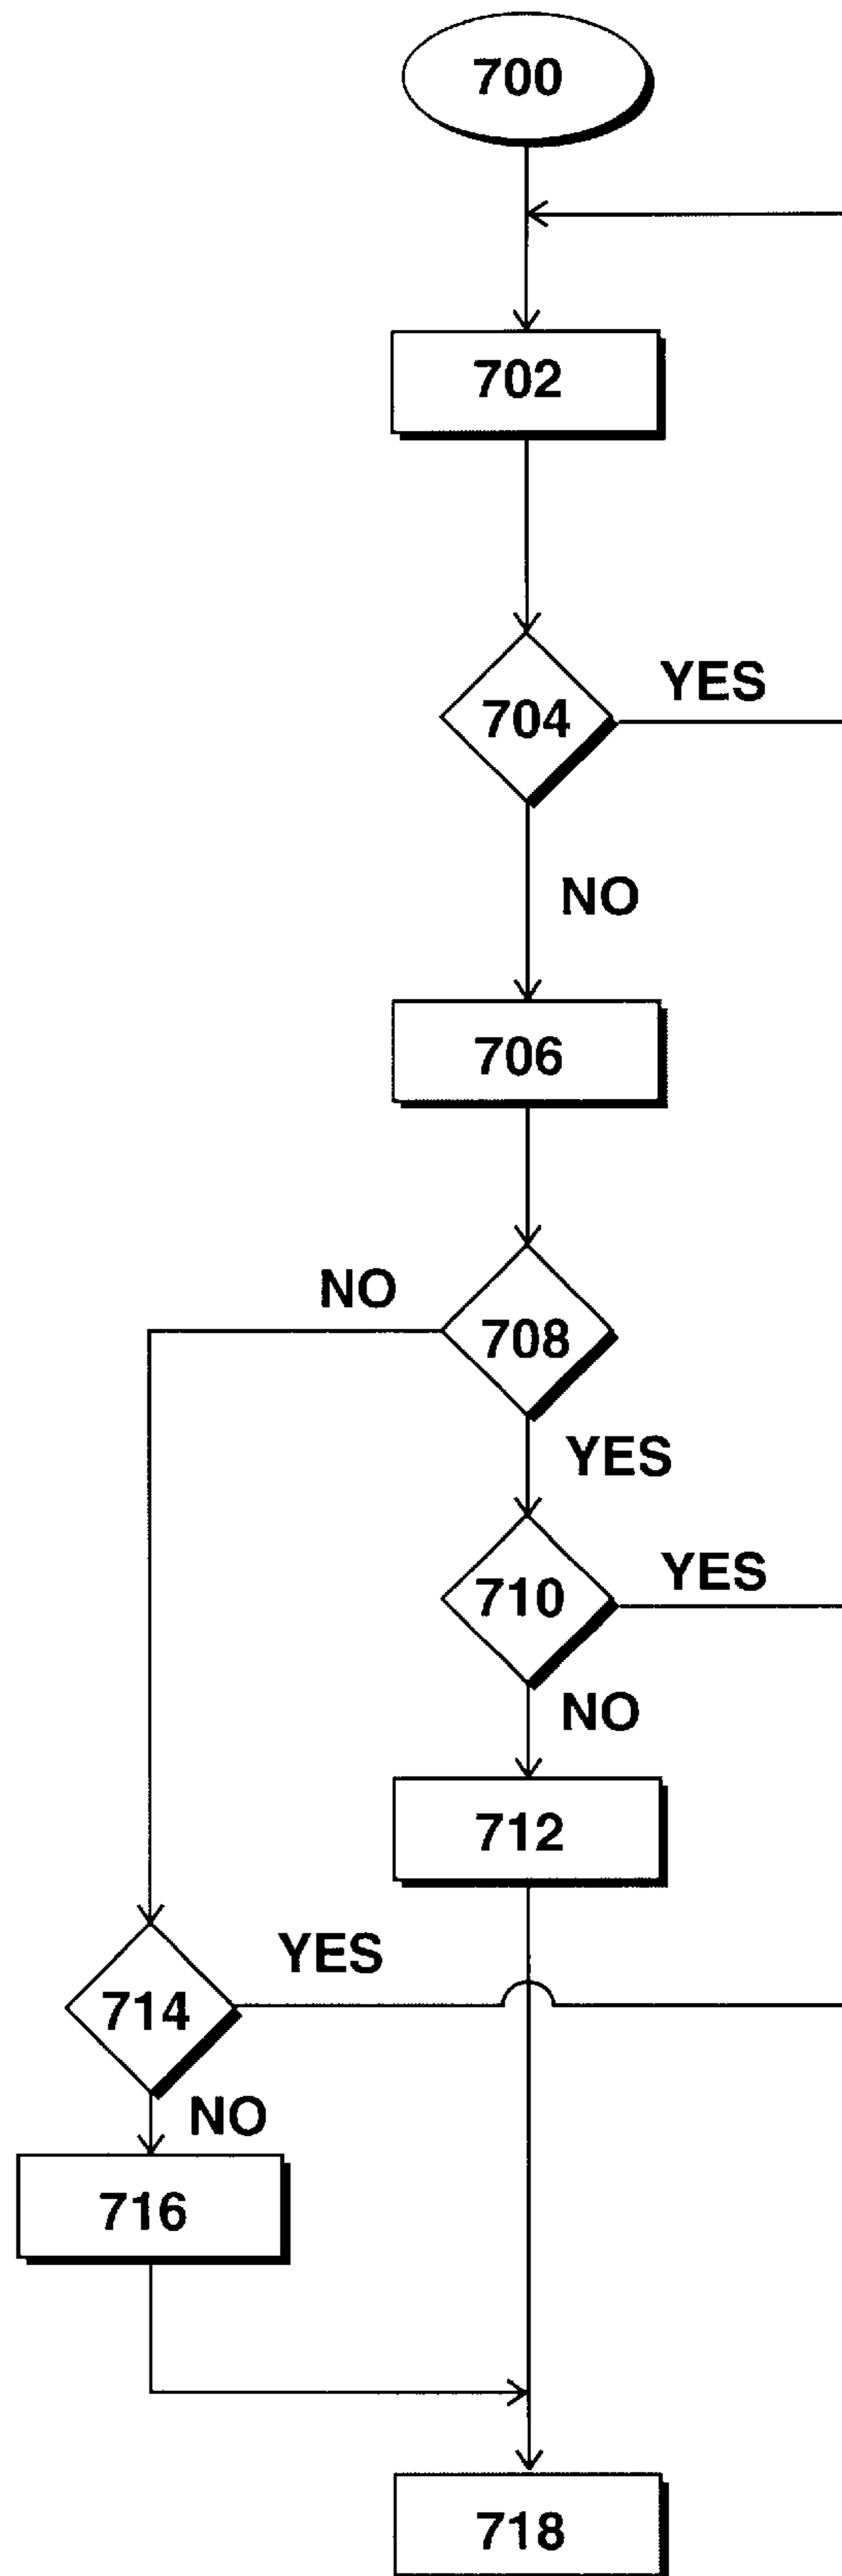 700
702
704
YES
NO
706
NO
708
YES
710
YES
NO
712
YES
714
NO
716
718